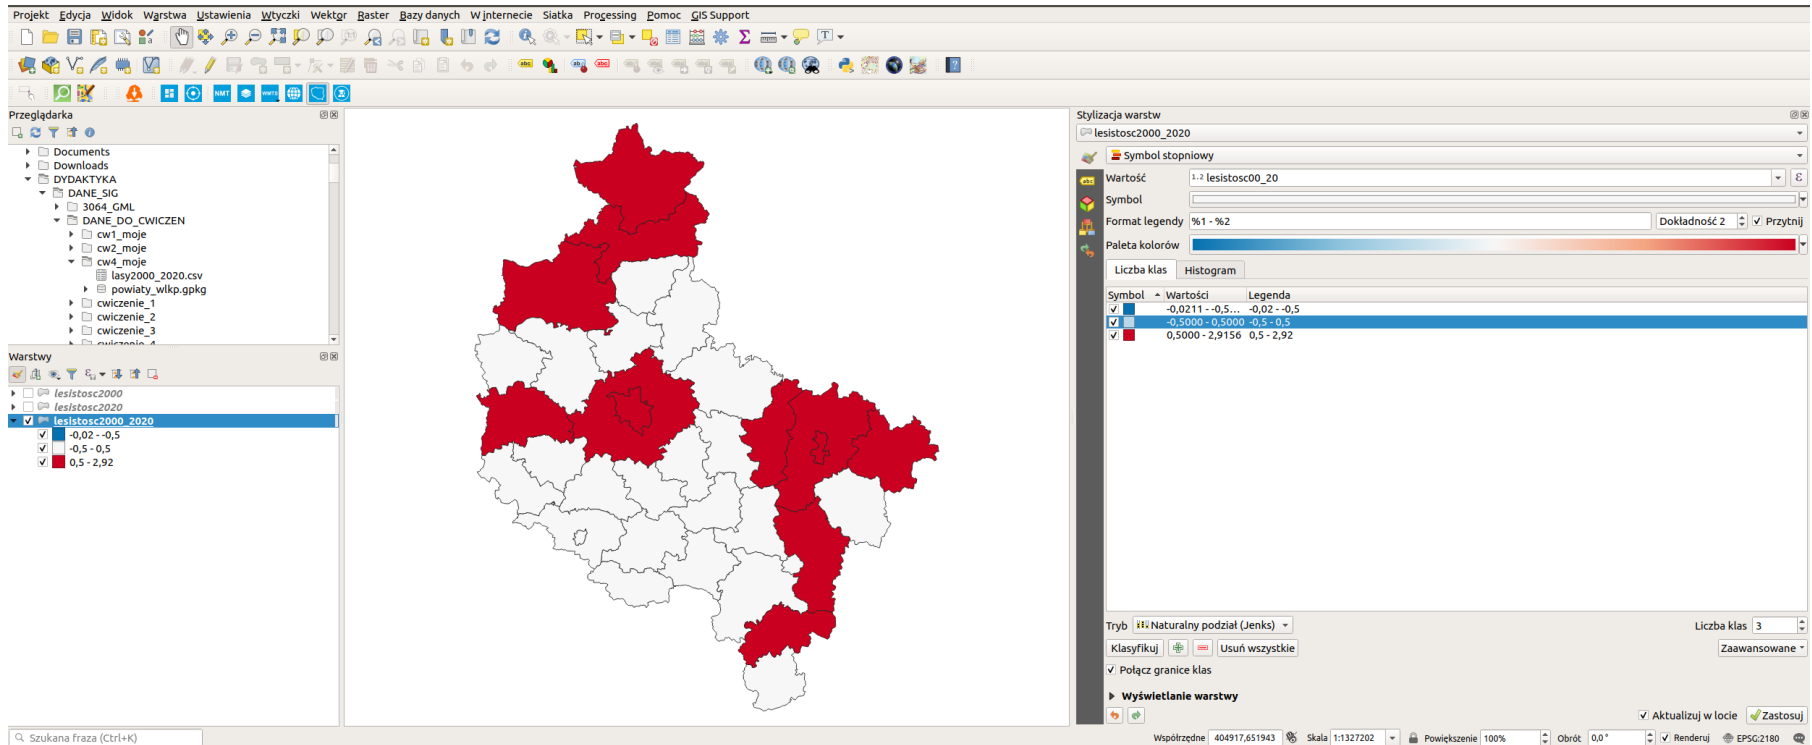 Projekt Edycja Widok Warstwa Ustawienia Wtyczki Wektor Raster Bazy danych W internecie Siatka Processing Pomoc GIS Support
Przeglądarka
Documents
Downloads
DYDAKTYKA
DANE_SIG
3064_GML
DANE_DO_CWICZEN
cw1_moje
cw2_moje
cw4_moje
lasy2000_2020.csv
powiaty_wlkp.gpkg
cwiczenie_1
cwiczenie_2
cwiczenie_3
cwiczenie_4
Warstwy
lesistosc2000
lesistosc2020
lesistosc2000_2020
-0,02 - -0,5
-0,5 - 0,5
0,5 - 2,92
Szukana fraza (Ctrl+K)
Stylizacja warstw
lesistosc2000_2020
Symbol stopniowy
Wartość 1.2 lesistosc00_20 ε
Symbol
Format legendy %1 - %2 Dokładność 2 Przytnij
Paleta kolorów
Liczba klas Histogram
Symbol Wartości Legenda
-0,0211 - -0,5... -0,02 - -0,5
-0,5000 - 0,5000 -0,5 - 0,5
0,5000 - 2,9156 0,5 - 2,92
Tryb Naturalny podział (Jenks) Liczba klas 3
Klasyfikuj Usuń wszystkie Zaawansowane
Połącz granice klas
Wyświetlanie warstwy
Aktualizuj w locie Zastosuj
Współrzędne 404917,651943 Skala 1:1327202 Powiększenie 100% Obrót 0,0 ° Renderuj EPSG:2180